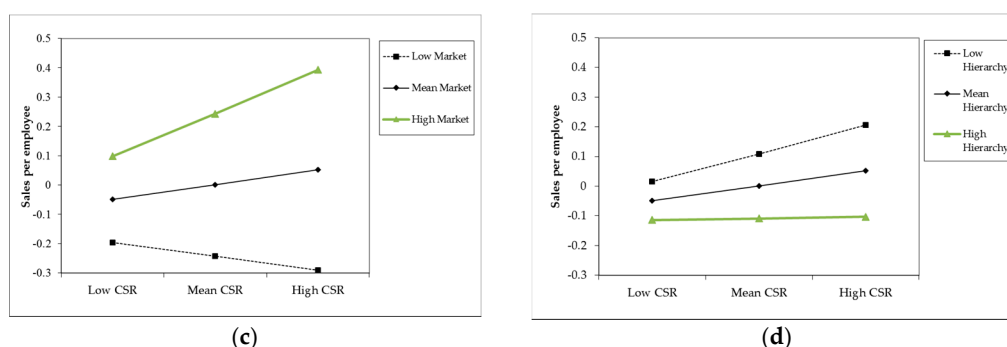 0.5
0.4
0.3
0.2
0.1
0
-0.1
-0.2
-0.3
Sales per employee
Low CSR Mean CSR High CSR
Low Market
Mean Market
High Market
(c)
0.5
0.4
0.3
0.2
0.1
0
-0.1
-0.2
-0.3
Sales per employee
Low CSR Mean CSR High CSR
Low
Hierarchy
Mean
Hierarchy
High
Hierarchy
(d)